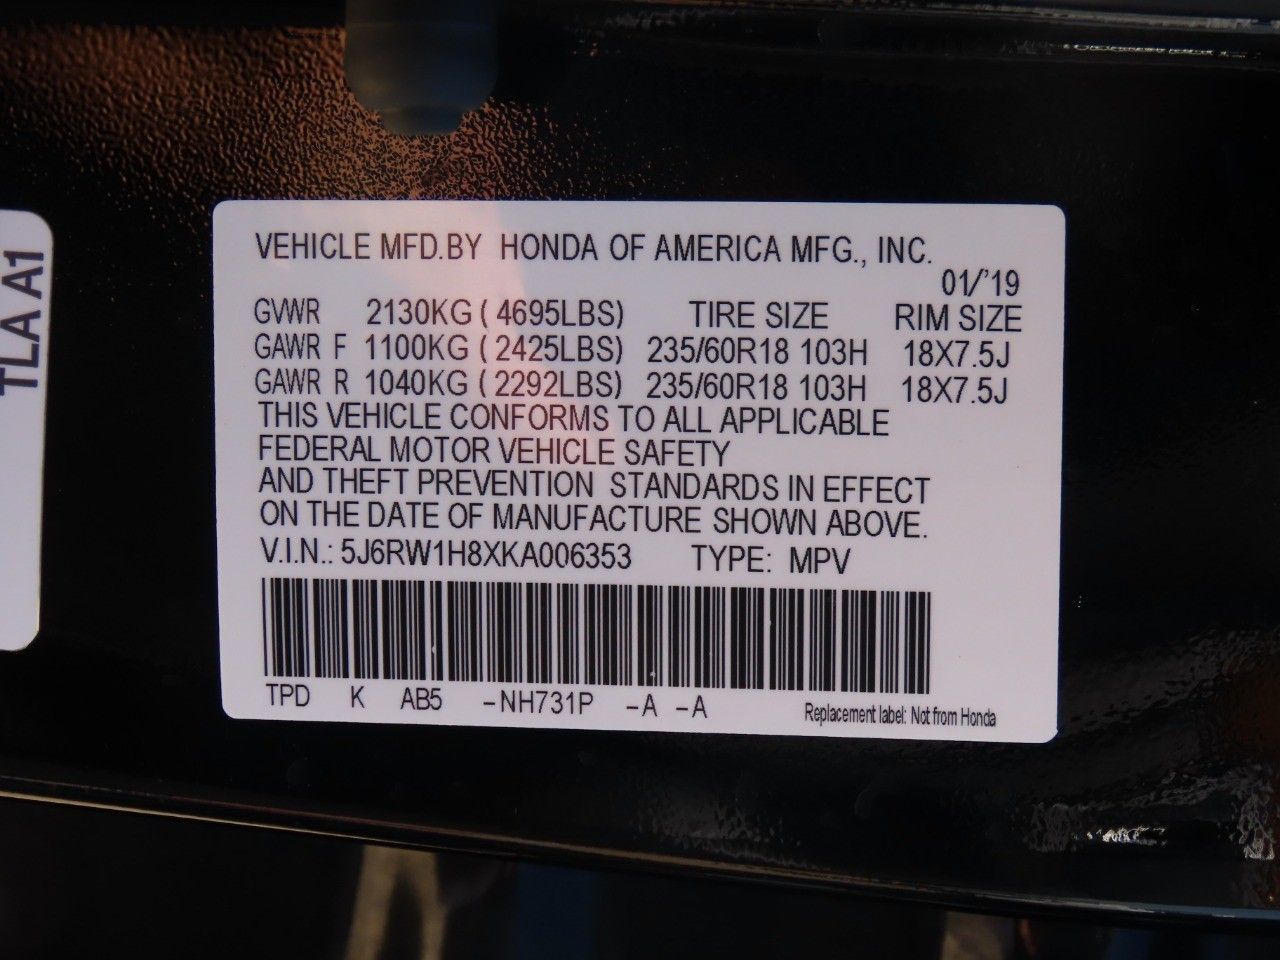 TLA A1
VEHICLE MFD.BY HONDA OF AMERICA MFG., INC.
01/'19
GVWR 2130KG ( 4695LBS) TIRE SIZE RIM SIZE
GAWR F 1100KG ( 2425LBS) 235/60R18 103H 18X7.5J
GAWR R 1040KG ( 2292LBS) 235/60R18 103H 18X7.5J
THIS VEHICLE CONFORMS TO ALL APPLICABLE
FEDERAL MOTOR VEHICLE SAFETY
AND THEFT PREVENTION STANDARDS IN EFFECT
ON THE DATE OF MANUFACTURE SHOWN ABOVE.
V.I.N.: 5J6RW1H8XKA006353 TYPE: MPV
TPD K AB5 -NH731P -A -A
Replacement label: Not from Honda